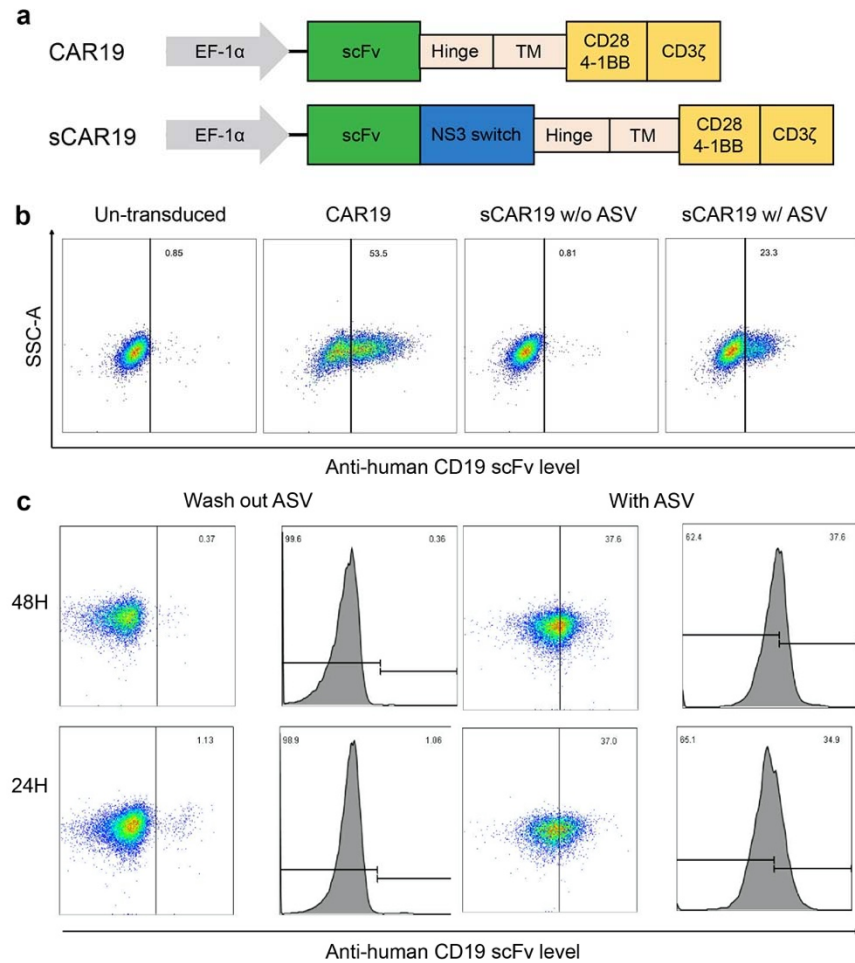 a
CAR19
EF-1α
scFv
Hinge
TM
CD28
4-1BB
CD3ζ
sCAR19
EF-1α
scFv
NS3 switch
Hinge
TM
CD28
4-1BB
CD3ζ
b
Un-transduced
CAR19
sCAR19 w/o ASV
sCAR19 w/ ASV
0.85
53.5
0.81
23.3
SSC-A
Anti-human CD19 scFv level
c
Wash out ASV
With ASV
48H
0.37
99.6
0.36
37.6
62.4
37.6
24H
1.13
98.9
1.06
37.0
65.1
34.9
Anti-human CD19 scFv level